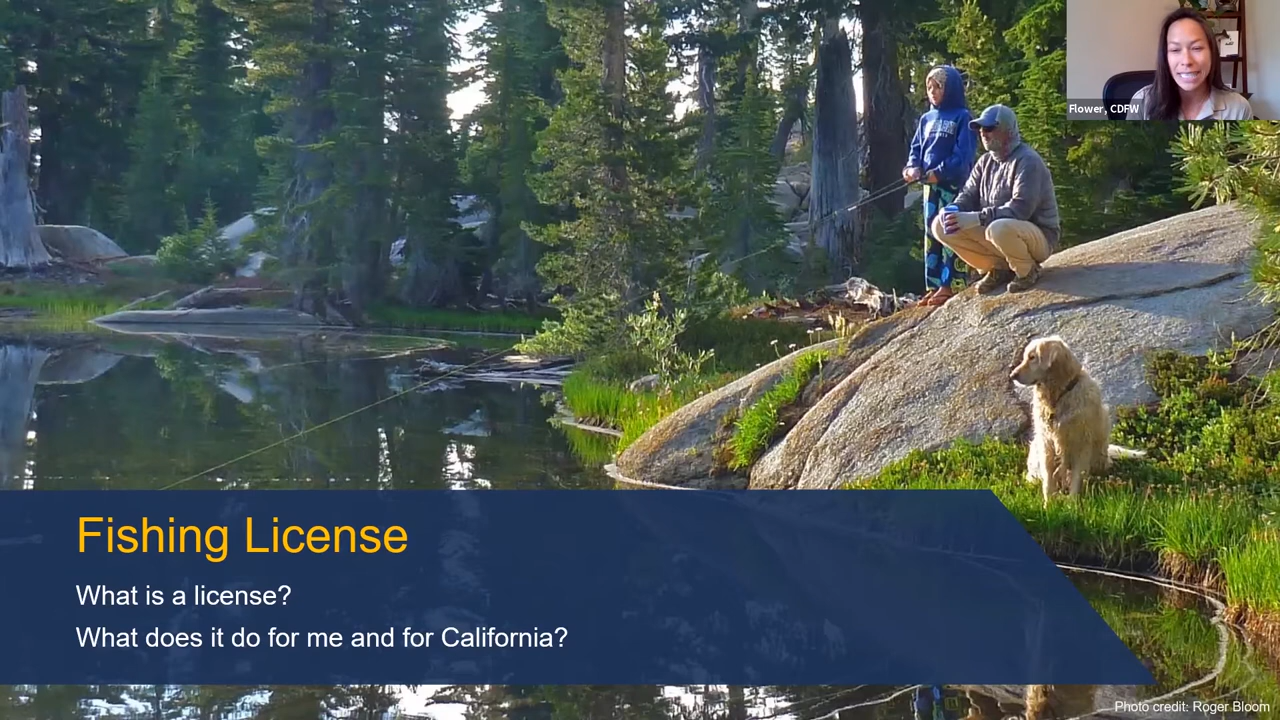 Flower, CDFW
Fishing License
What is a license?
What does it do for me and for California?
Photo credit: Roger Bloom